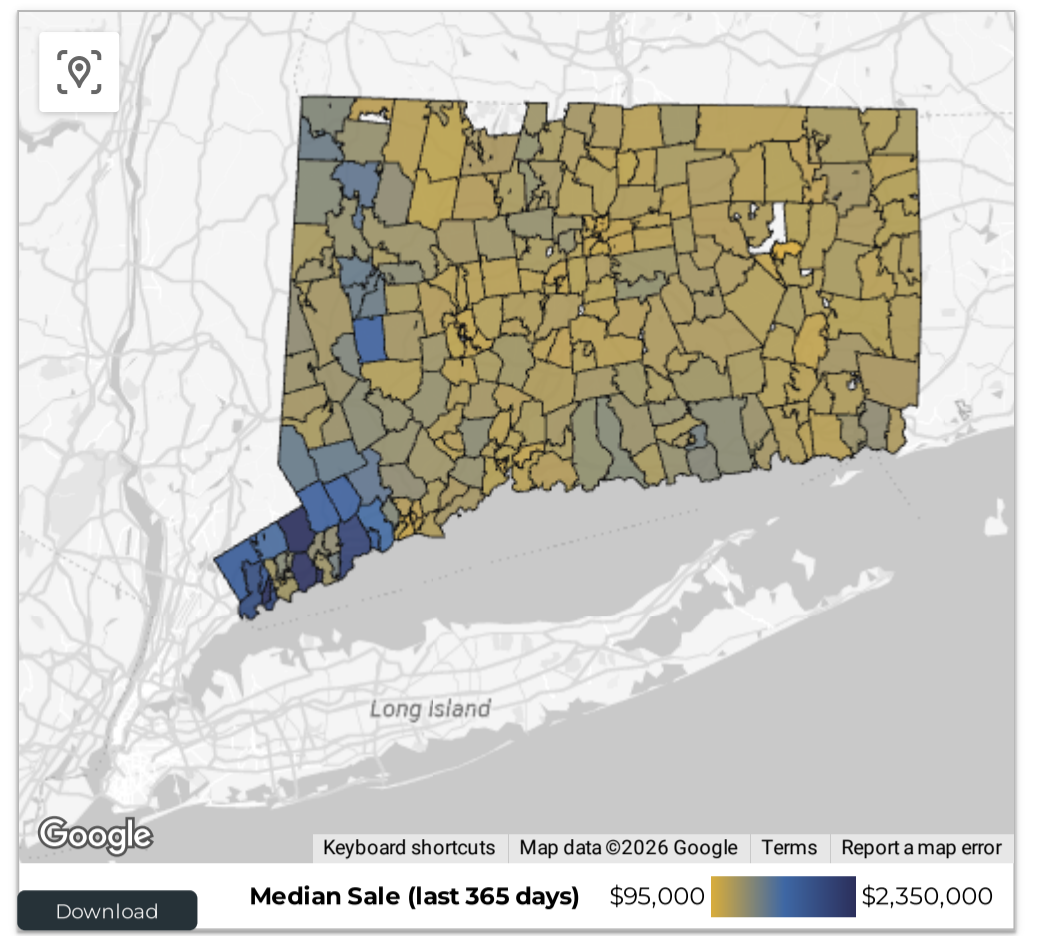 Long Island
Google
Keyboard shortcuts
Map data ©2026 Google
Terms
Report a map error
Download
Median Sale (last 365 days)
$95,000
$2,350,000